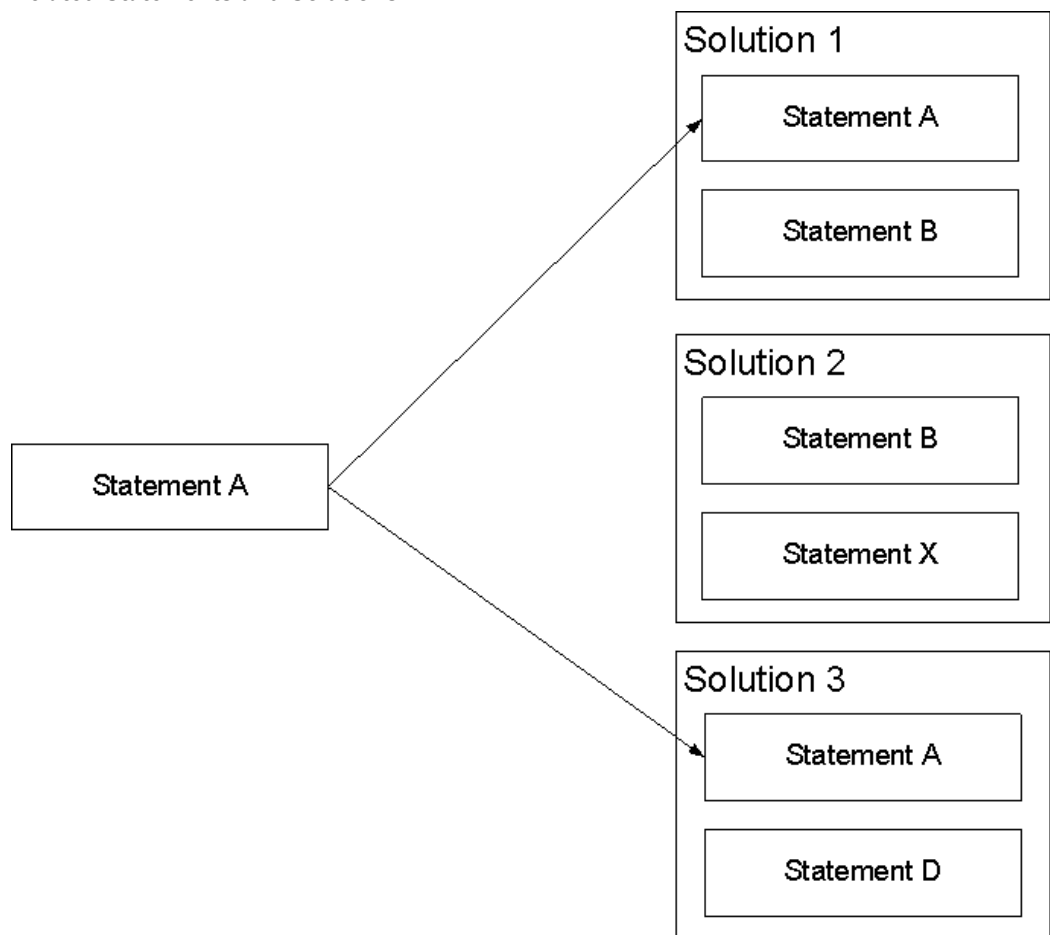 Solution 1
Statement A
Statement B
Solution 2
Statement B
Statement A
Statement X
Solution 3
Statement A
Statement D